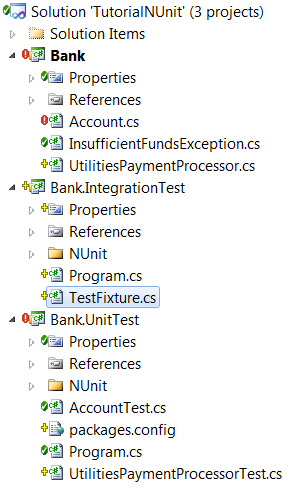 Solution 'TutorialNUnit' (3 projects)
Solution Items
Bank
Properties
References
Account.cs
InsufficientFundsException.cs
UtilitiesPaymentProcessor.cs
Bank.IntegrationTest
Properties
References
NUnit
Program.cs
TestFixture.cs
Bank.UnitTest
Properties
References
NUnit
AccountTest.cs
packages.config
Program.cs
UtilitiesPaymentProcessorTest.cs